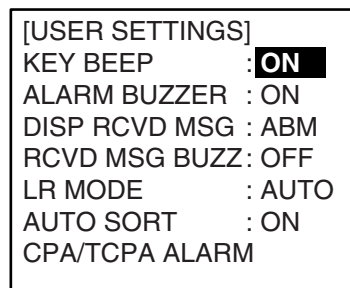 [USER SETTINGS]
KEY BEEP : ON
ALARM BUZZER : ON
DISP RCVD MSG : ABM
RCVD MSG BUZZ : OFF
LR MODE : AUTO
AUTO SORT : ON
CPA/TCPA ALARM